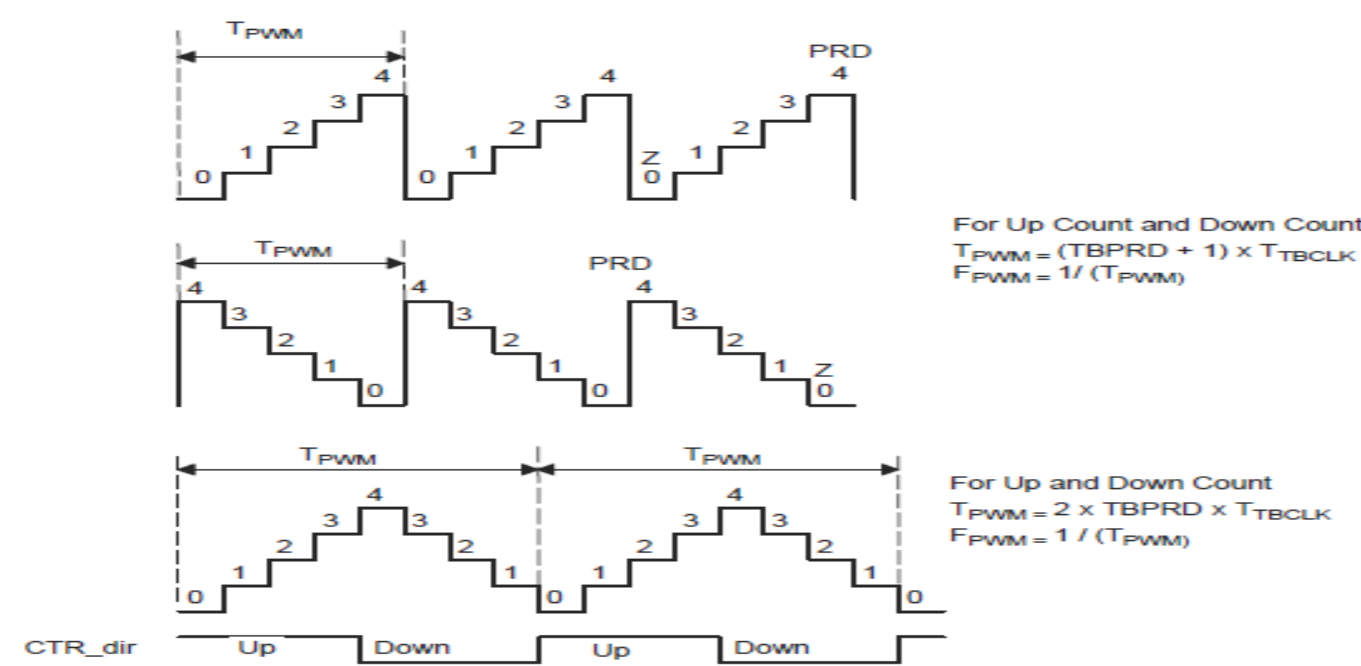 TPWM
PRD
4 4 4
3 3 3
2 2 2
1 1 Z 1
0 0 0
For Up Count and Down Count
TPWM = (TBPRD + 1) x TTBCLK
FPWM = 1/ (TPWM)
TPWM
PRD
4 4 4
3 3 3
2 2 2
1 1 1 Z
0 0 0
TPWM TPWM
For Up and Down Count
TPWM = 2 x TBPRD x TTBCLK
FPWM = 1 / (TPWM)
4 4
3 3 3 3
2 2 2 2
1 1 1 1
0 0 0
CTR_dir Up Down Up Down